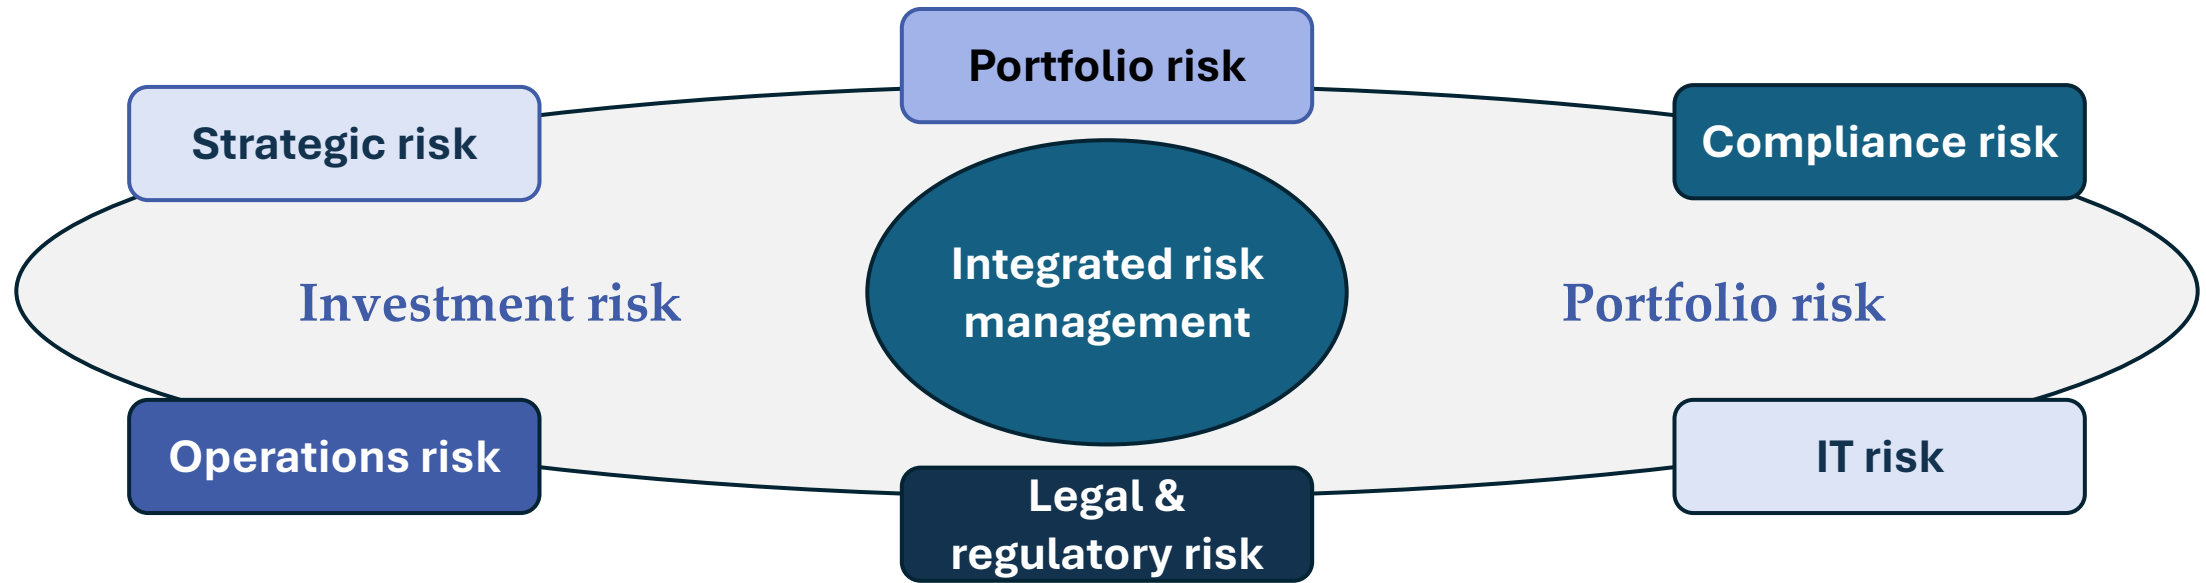 Portfolio risk
Strategic risk
Compliance risk
Integrated risk
management
Investment risk
Portfolio risk
Operations risk
IT risk
Legal &
regulatory risk